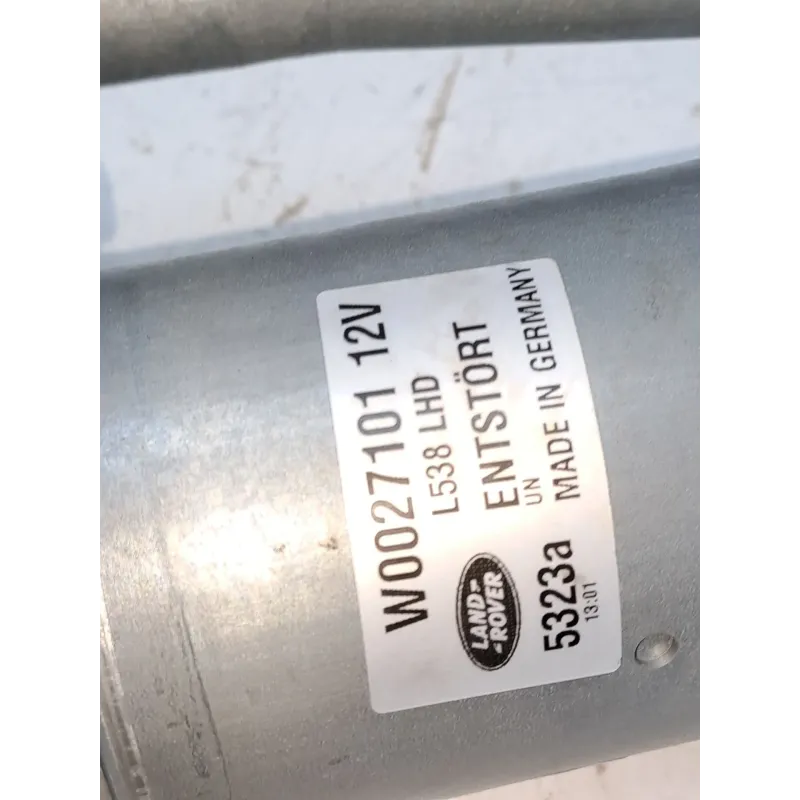 W0027101 12V
L538 LHD
LAND-
-ROVER
ENTSTÖRT
UN
5323a MADE IN GERMANY
13:01